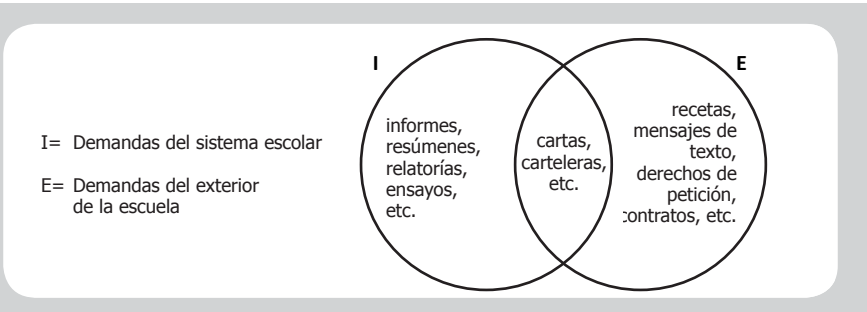 I
E
I= Demandas del sistema escolar
E= Demandas del exterior
de la escuela
informes,
resúmenes,
relatorías,
ensayos,
etc.
cartas,
carteleras,
etc.
recetas,
mensajes de
texto,
derechos de
petición,
contratos, etc.